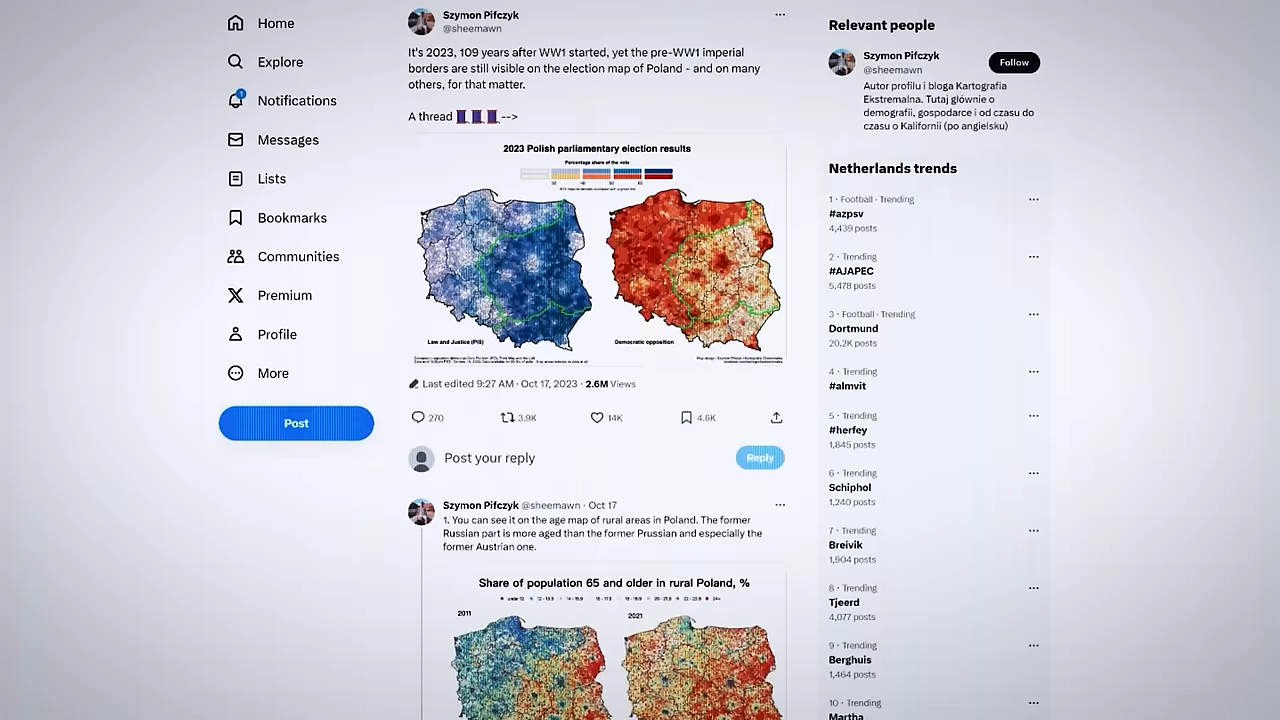 Home
Explore
1
Notifications
Messages
Lists
Bookmarks
Communities
Premium
Profile
More
Post
Szymon Pifczyk
@sheemawn
It's 2023, 109 years after WW1 started, yet the pre-WW1 imperial
borders are still visible on the election map of Poland - and on many
others, for that matter.
A thread 🧵🧵🧵-->
2023 Polish parliamentary election results
Percentage share of the vote
Law and Justice (PiS)
Democratic opposition
Last edited 9:27 AM · Oct 17, 2023 · 2.6M Views
270
3.9K
14K
4.6K
Post your reply
Reply
Szymon Pifczyk @sheemawn · Oct 17
1. You can see it on the age map of rural areas in Poland. The former
Russian part is more aged than the former Prussian and especially the
former Austrian one.
Share of population 65 and older in rural Poland, %
2011
2021
Relevant people
Szymon Pifczyk
@sheemawn
Follow
Autor profilu i bloga Kartografia
Ekstremalna. Tutaj głównie o
demografii, gospodarce i od czasu do
czasu o Kalifornii (po angielsku)
Netherlands trends
1 · Football · Trending
#azpsv
4,439 posts
2 · Trending
#AJAPEC
5,478 posts
3 · Football · Trending
Dortmund
20.2K posts
4 · Trending
#almvit
5 · Trending
#herfey
1,845 posts
6 · Trending
Schiphol
1,240 posts
7 · Trending
Breivik
1,904 posts
8 · Trending
Tjeerd
4,077 posts
9 · Trending
Berghuis
1,464 posts
10 · Trending
Martha